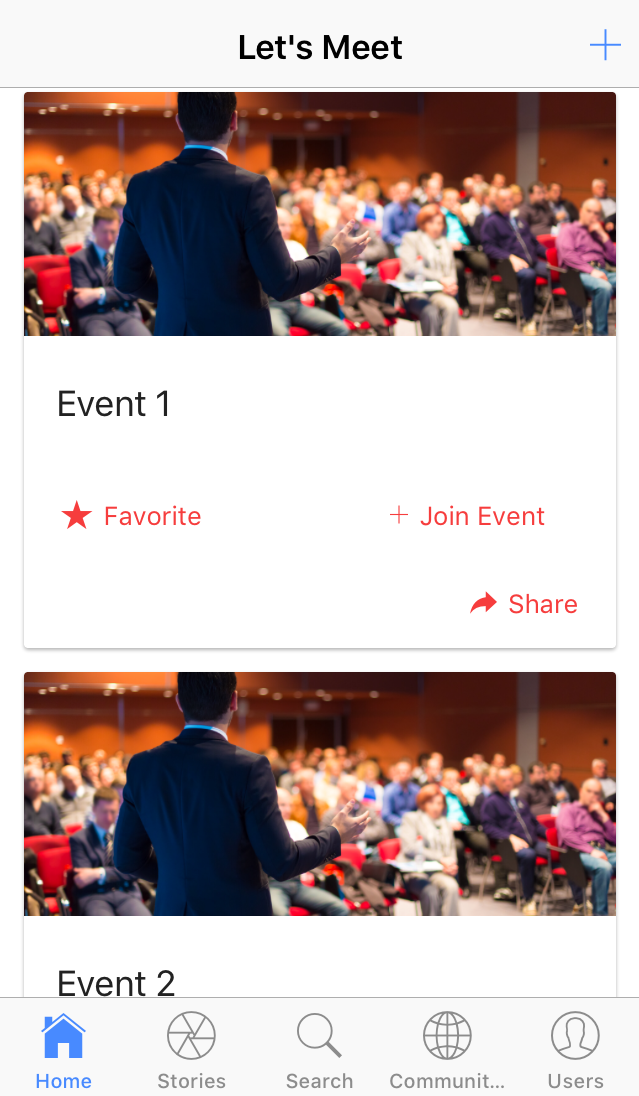 Let's Meet
Event 1
Favorite
Join Event
Share
Event 2
Home
Stories
Search
Communit...
Users